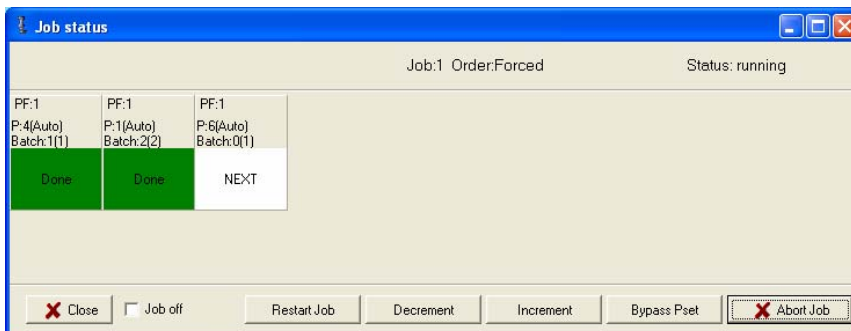 Job status
Job:1 Order:Forced Status: running
PF:1 PF:1 PF:1
P:4(Auto) P:1(Auto) P:6(Auto)
Batch:1(1) Batch:2(2) Batch:0(1)
Done Done NEXT
Close Job off Restart Job Decrement Increment Bypass Pset Abort Job